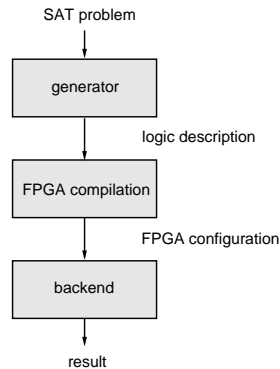 SAT problem
generator
logic description
FPGA compilation
FPGA configuration
backend
result